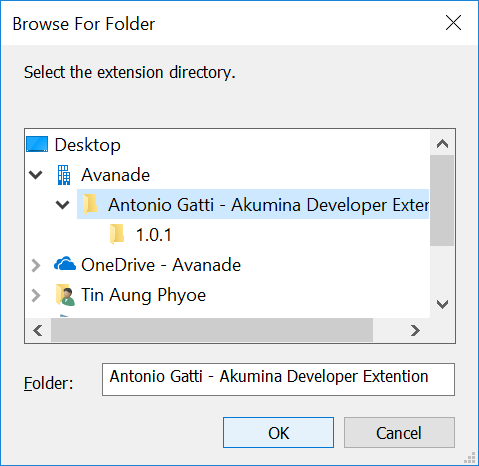 Browse For Folder
Select the extension directory.
Desktop
Avanade
Antonio Gatti - Akumina Developer Exter
1.0.1
OneDrive - Avanade
Tin Aung Phyoe
Folder: Antonio Gatti - Akumina Developer Extention
OK Cancel